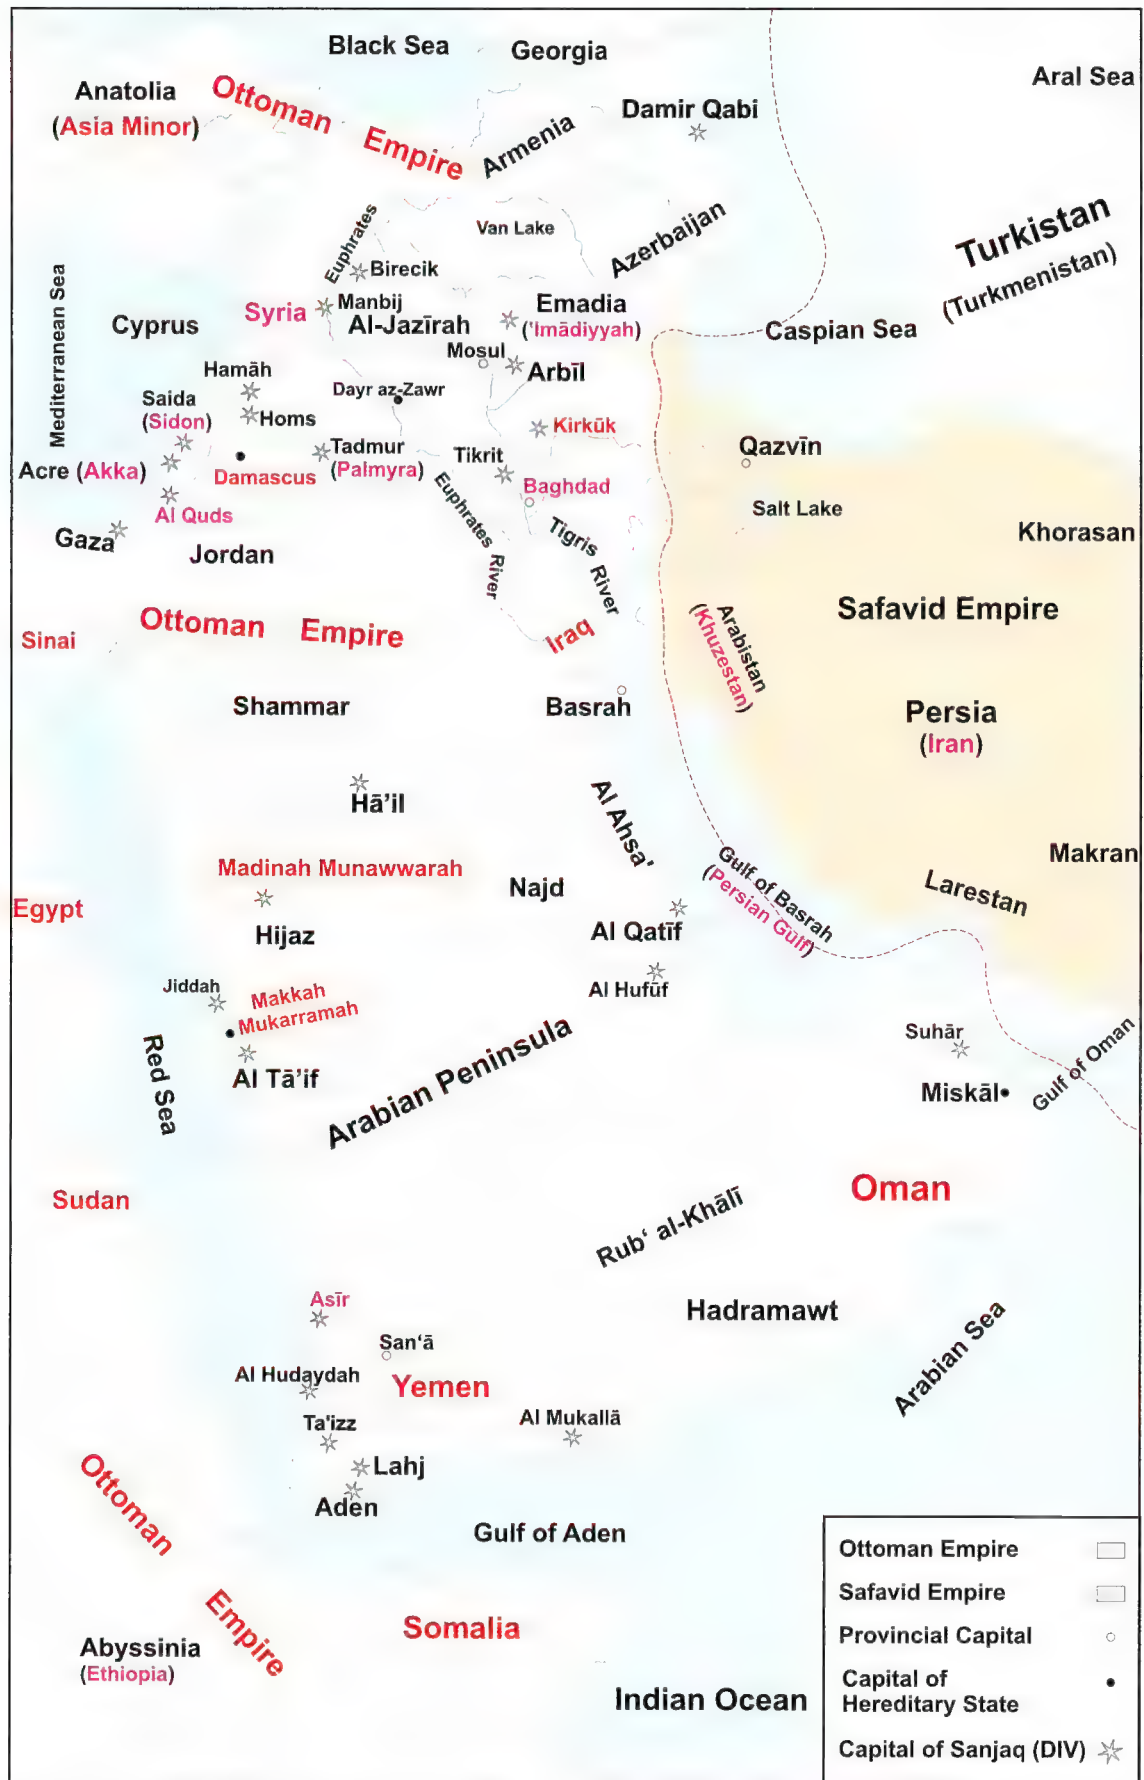 Black Sea
Georgia
Aral Sea
Anatolia
(Asia Minor)
Ottoman Empire
Damir Qabi
Armenia
Turkistan
(Turkmenistan)
Euphrates
Van Lake
Azerbaijan
Birecik
Mediterranean Sea
Cyprus
Syria
Manbij
Al-Jazīrah
Emadia
('Imādiyyah)
Caspian Sea
Mosul
Arbīl
Hamāh
Dayr az-Zawr
Saida
(Sidon)
Homs
Kirkūk
Acre (Akka)
Damascus
Tadmur
(Palmyra)
Tikrit
Baghdad
Qazvīn
Al Quds
Euphrates River
Tigris River
Salt Lake
Gaza
Jordan
Khorasan
Ottoman Empire
Sinai
Iraq
Arabistan
(Khuzestan)
Safavid Empire
Shammar
Basrah
Persia
(Iran)
Hā'il
Al Ahsa'
Madinah Munawwarah
Najd
Gulf of Basrah
(Persian Gulf)
Makran
Larestan
Egypt
Hijaz
Al Qatīf
Al Hufūf
Jiddah
Makkah
Mukarramah
Suhār
Red Sea
Al Tā'if
Arabian Peninsula
Miskāl
Gulf of Oman
Sudan
Oman
Rub‘ al-Khālī
Asīr
Hadramawt
San‘ā
Arabian Sea
Al Hudaydah
Yemen
Ta'izz
Al Mukallā
Lahj
Aden
Ottoman Empire
Gulf of Aden
Somalia
Abyssinia
(Ethiopia)
Indian Ocean
Ottoman Empire
Safavid Empire
Provincial Capital
Capital of
Hereditary State
Capital of Sanjaq (DIV)